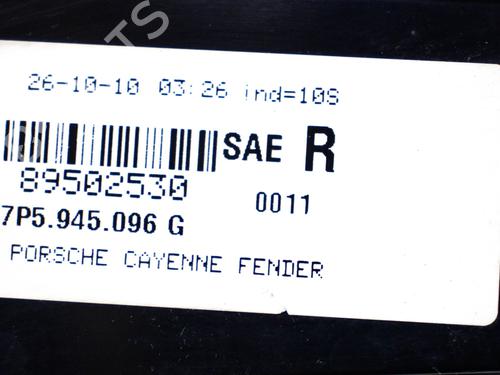 26-10-10 03:26 ind=10S
SAE R
89502530
0011
7P5.945.096 G
PORSCHE CAYENNE FENDER